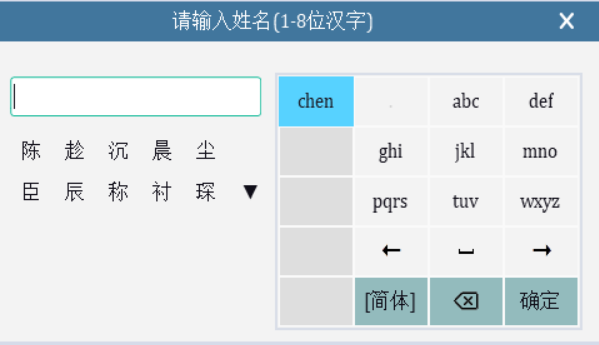 请输入姓名(1-8位汉字)
陈 趁 沉 晨 尘
臣 辰 称 衬 琛 ▼
chen . abc def
ghi jkl mno
pqrs tuv wxyz
← ⎵ →
[简体] ⌫ 确定